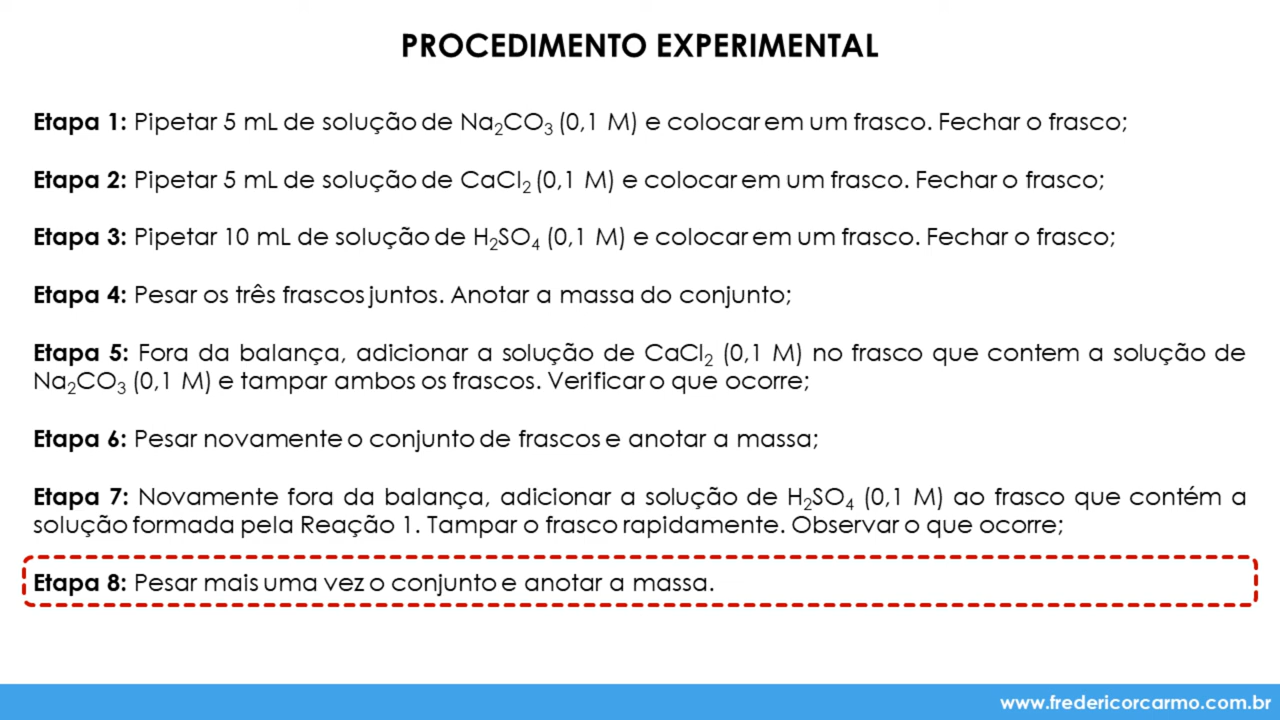 PROCEDIMENTO EXPERIMENTAL
Etapa 1: Pipetar 5 mL de solução de Na₂CO₃ (0,1 M) e colocar em um frasco. Fechar o frasco;
Etapa 2: Pipetar 5 mL de solução de CaCl₂ (0,1 M) e colocar em um frasco. Fechar o frasco;
Etapa 3: Pipetar 10 mL de solução de H₂SO₄ (0,1 M) e colocar em um frasco. Fechar o frasco;
Etapa 4: Pesar os três frascos juntos. Anotar a massa do conjunto;
Etapa 5: Fora da balança, adicionar a solução de CaCl₂ (0,1 M) no frasco que contem a solução de
Na₂CO₃ (0,1 M) e tampar ambos os frascos. Verificar o que ocorre;
Etapa 6: Pesar novamente o conjunto de frascos e anotar a massa;
Etapa 7: Novamente fora da balança, adicionar a solução de H₂SO₄ (0,1 M) ao frasco que contém a
solução formada pela Reação 1. Tampar o frasco rapidamente. Observar o que ocorre;
Etapa 8: Pesar mais uma vez o conjunto e anotar a massa.
www.fredericorcarmo.com.br